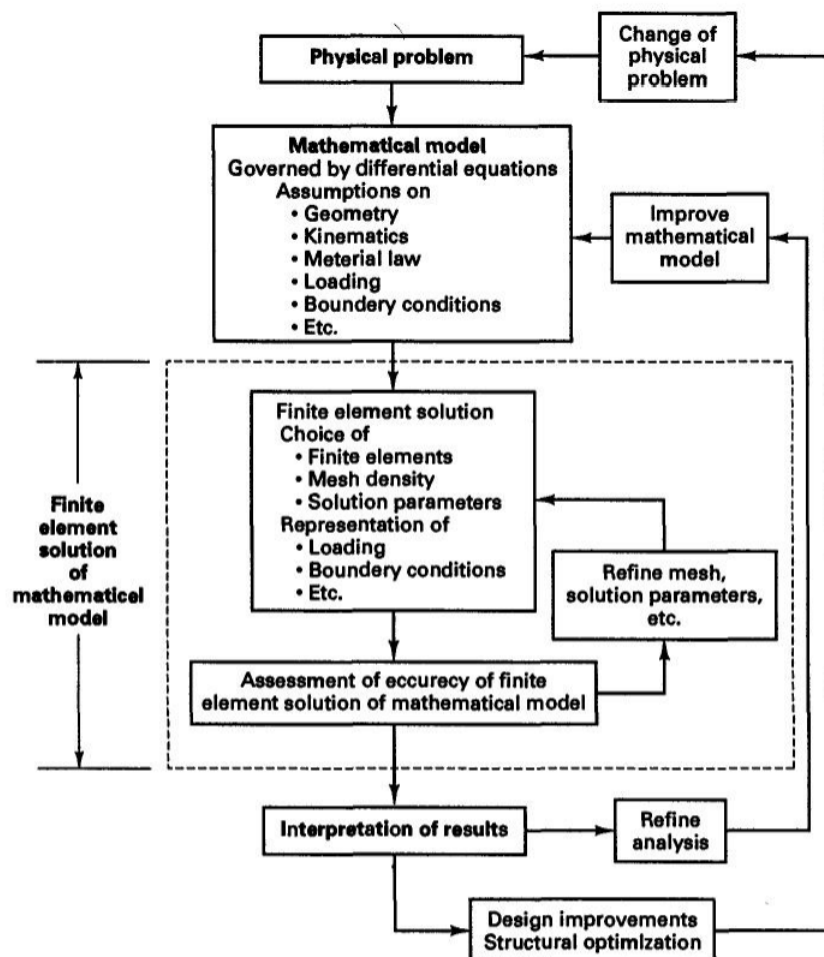 Physical problem
Change of
physical
problem
Mathematical model
Governed by differential equations
Assumptions on
• Geometry
• Kinematics
• Meterial law
• Loading
• Boundery conditions
• Etc.
Improve
mathematical
model
Finite
element
solution
of
mathematicel
model
Finite element solution
Choice of
• Finite elements
• Mesh density
• Solution parameters
Representation of
• Loading
• Boundery conditions
• Etc.
Refine mesh,
solution parameters,
etc.
Assessment of eccurecy of finite
element solution of mathematical model
Interpretation of results
Refine
analysis
Design improvements
Structural optimization